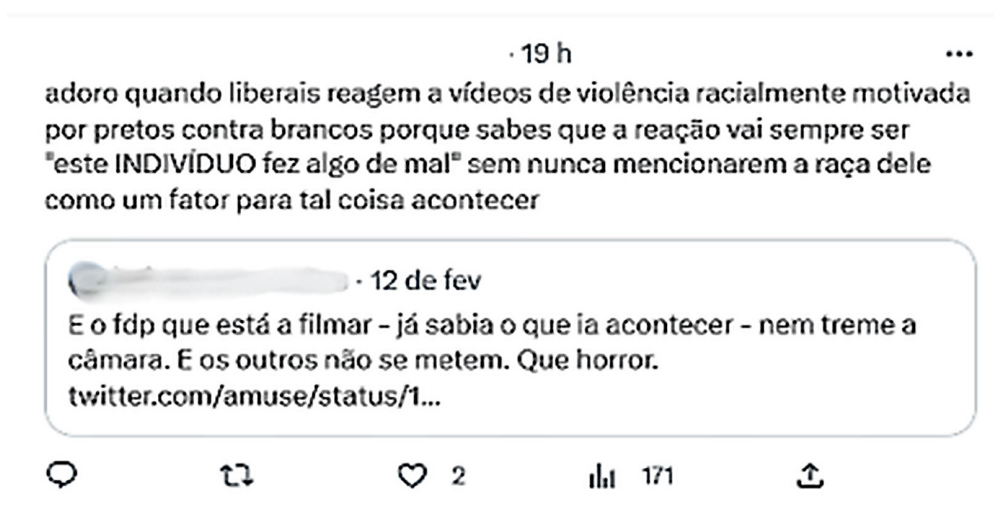 · 19 h
adoro quando liberais reagem a vídeos de violência racialmente motivada
por pretos contra brancos porque sabes que a reação vai sempre ser
"este INDIVÍDUO fez algo de mal" sem nunca mencionarem a raça dele
como um fator para tal coisa acontecer
· 12 de fev
E o fdp que está a filmar – já sabia o que ia acontecer – nem treme a
câmara. E os outros não se metem. Que horror.
twitter.com/amuse/status/1...
2 171